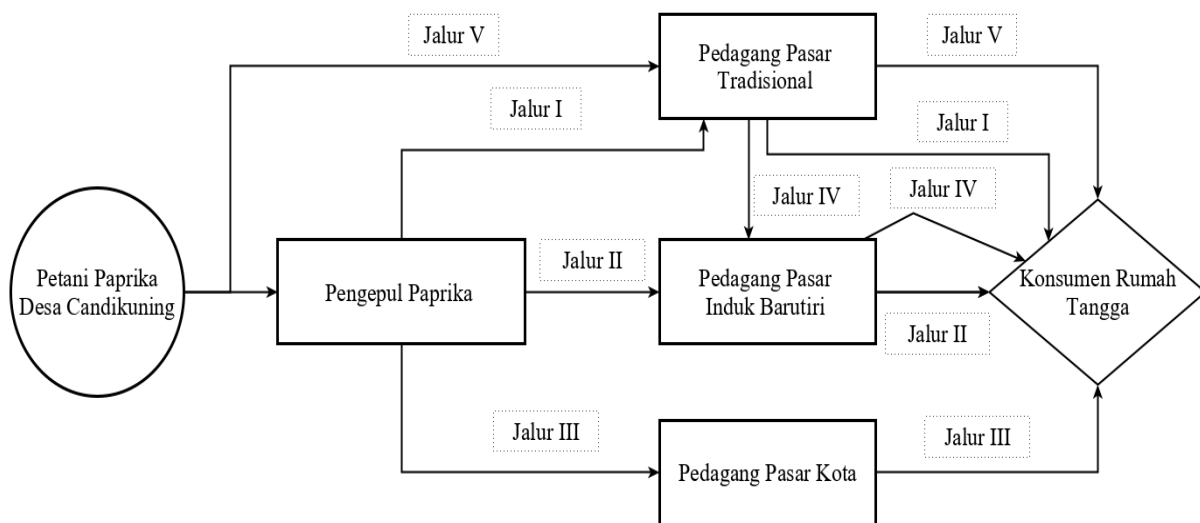 Jalur V
Pedagang Pasar
Tradisional
Jalur V
Jalur I
Jalur I
Jalur IV
Jalur IV
Petani Paprika
Desa Candikuning
Pengepul Paprika
Jalur II
Pedagang Pasar
Induk Barutiri
Konsumen Rumah
Tangga
Jalur II
Jalur III
Pedagang Pasar Kota
Jalur III